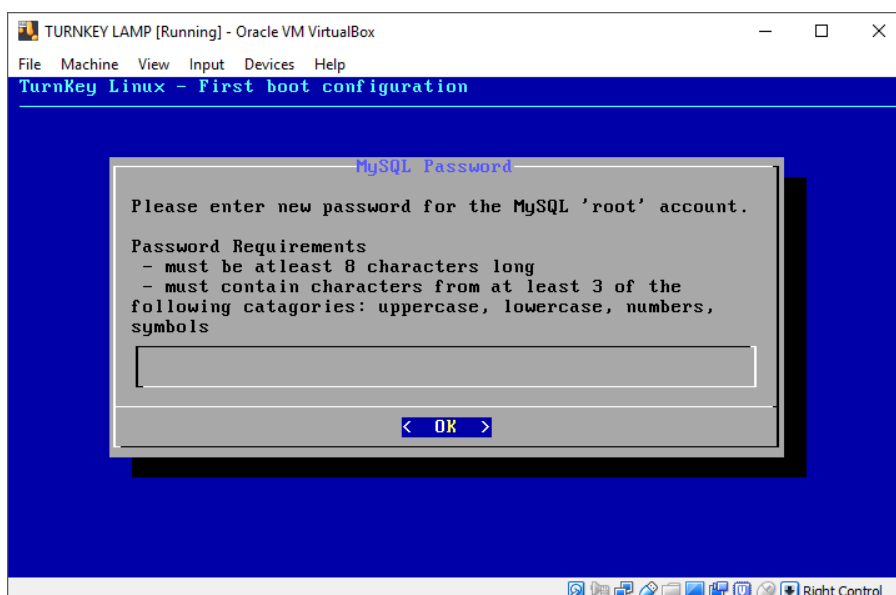 TURNKEY LAMP [Running] - Oracle VM VirtualBox
File Machine View Input Devices Help
TurnKey Linux - First boot configuration
MySQL Password
Please enter new password for the MySQL 'root' account.
Password Requirements
- must be atleast 8 characters long
- must contain characters from at least 3 of the
following catagories: uppercase, lowercase, numbers,
symbols
< OK >
Right Control